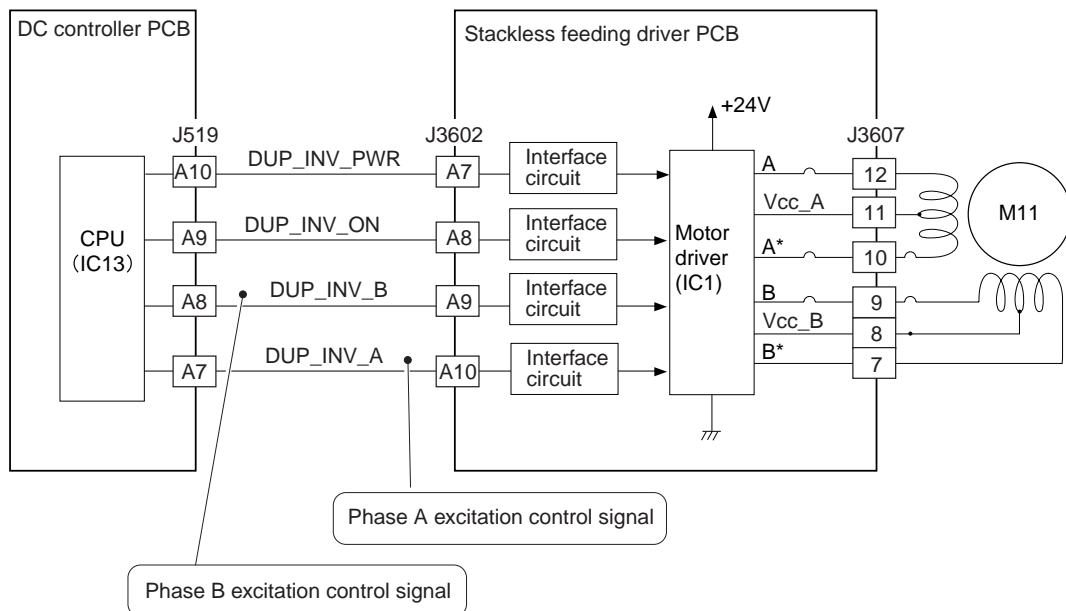 DC controller PCB
Stackless feeding driver PCB
+24V
J519
J3602
J3607
A10
DUP_INV_PWR
A7
Interface
circuit
A
12
Vcc_A
11
M11
A9
DUP_INV_ON
A8
Interface
circuit
CPU
（IC13）
Motor
driver
(IC1)
A*
10
A8
DUP_INV_B
A9
Interface
circuit
B
9
Vcc_B
8
B*
7
A7
DUP_INV_A
A10
Interface
circuit
Phase A excitation control signal
Phase B excitation control signal